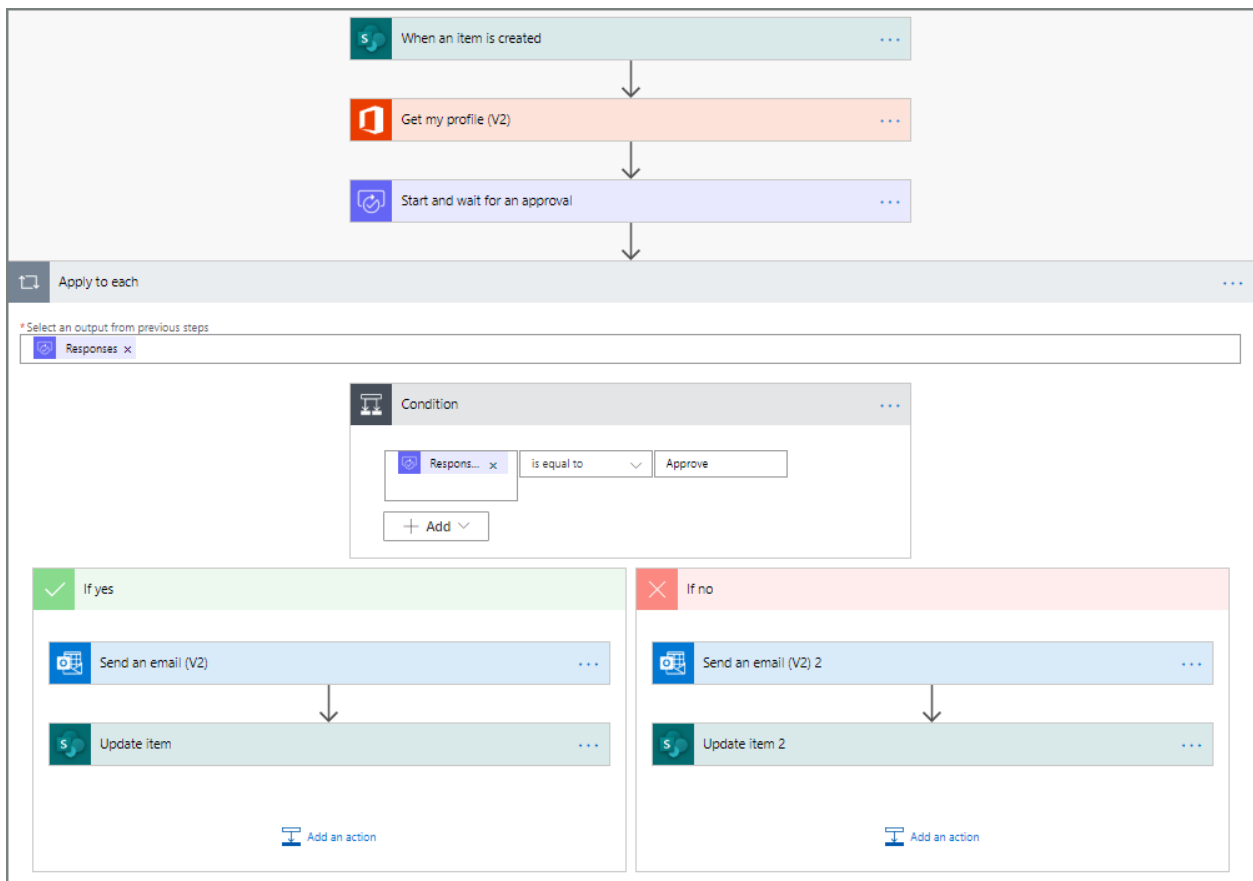 When an item is created
Get my profile (V2)
Start and wait for an approval
Apply to each
*Select an output from previous steps
Responses
Condition
Respons... is equal to Approve
Add
If yes
If no
Send an email (V2)
Send an email (V2) 2
Update item
Update item 2
Add an action
Add an action